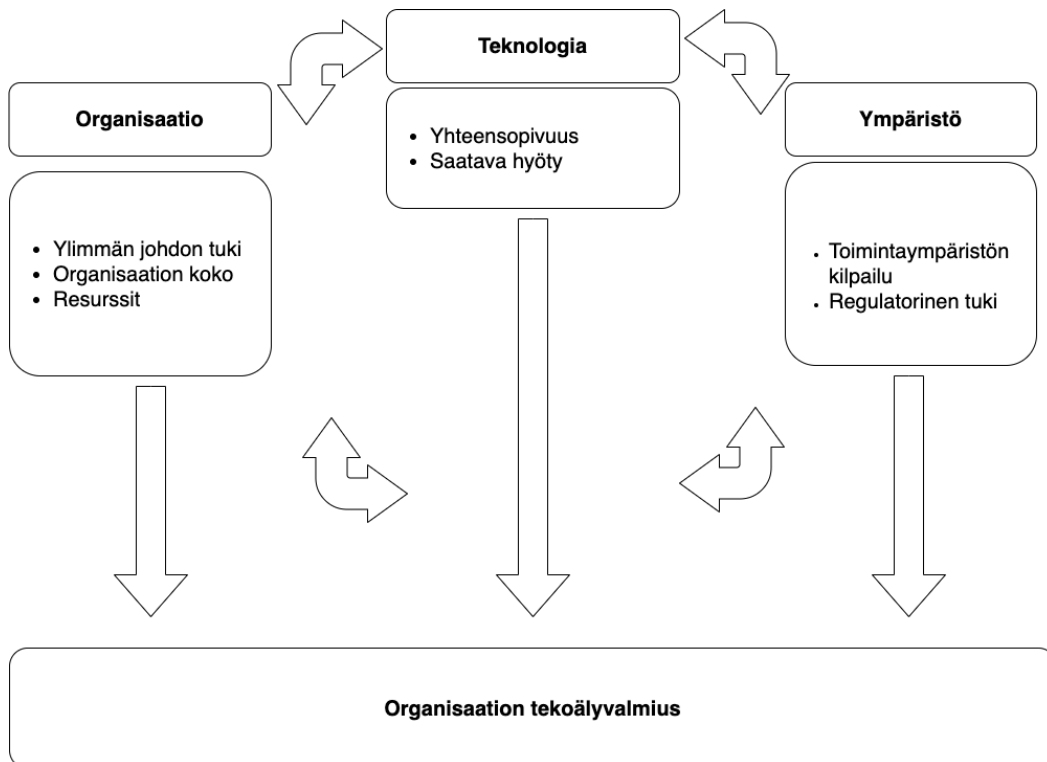 Teknologia
Organisaatio
Ympäristö
• Yhteensopivuus
• Saatava hyöty
• Ylimmän johdon tuki
• Organisaation koko
• Resurssit
• Toimintaympäristön
kilpailu
• Regulatorinen tuki
Organisaation tekoälyvalmius